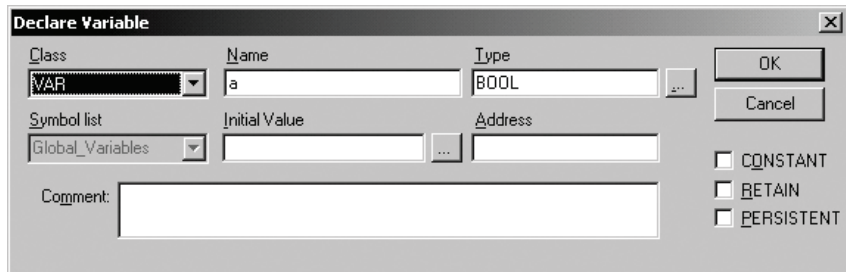 Declare Variable
Class Name Type
VAR a BOOL ... OK
Symbol list Initial Value Address Cancel
Global_Variables ...
CONSTANT
Comment: RETAIN
PERSISTENT